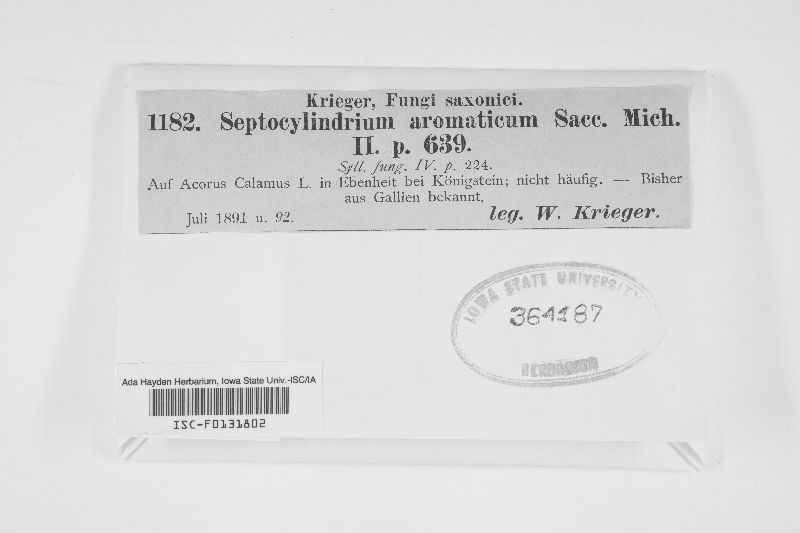 Krieger, Fungi saxonici.
1182. Septocylindrium aromaticum Sacc. Mich.
II. p. 639.
Syll. fung. IV. p. 224.
Auf Acorus Calamus L. in Ebenheit bei Königstein; nicht häufig. — Bisher
aus Gallien bekannt.
Juli 1891 u. 92.
leg. W. Krieger.
IOWA STATE UNIVERSITY
361187
HERBARIUM
Ada Hayden Herbarium, Iowa State Univ.-ISC/IA
ISC-F0131802